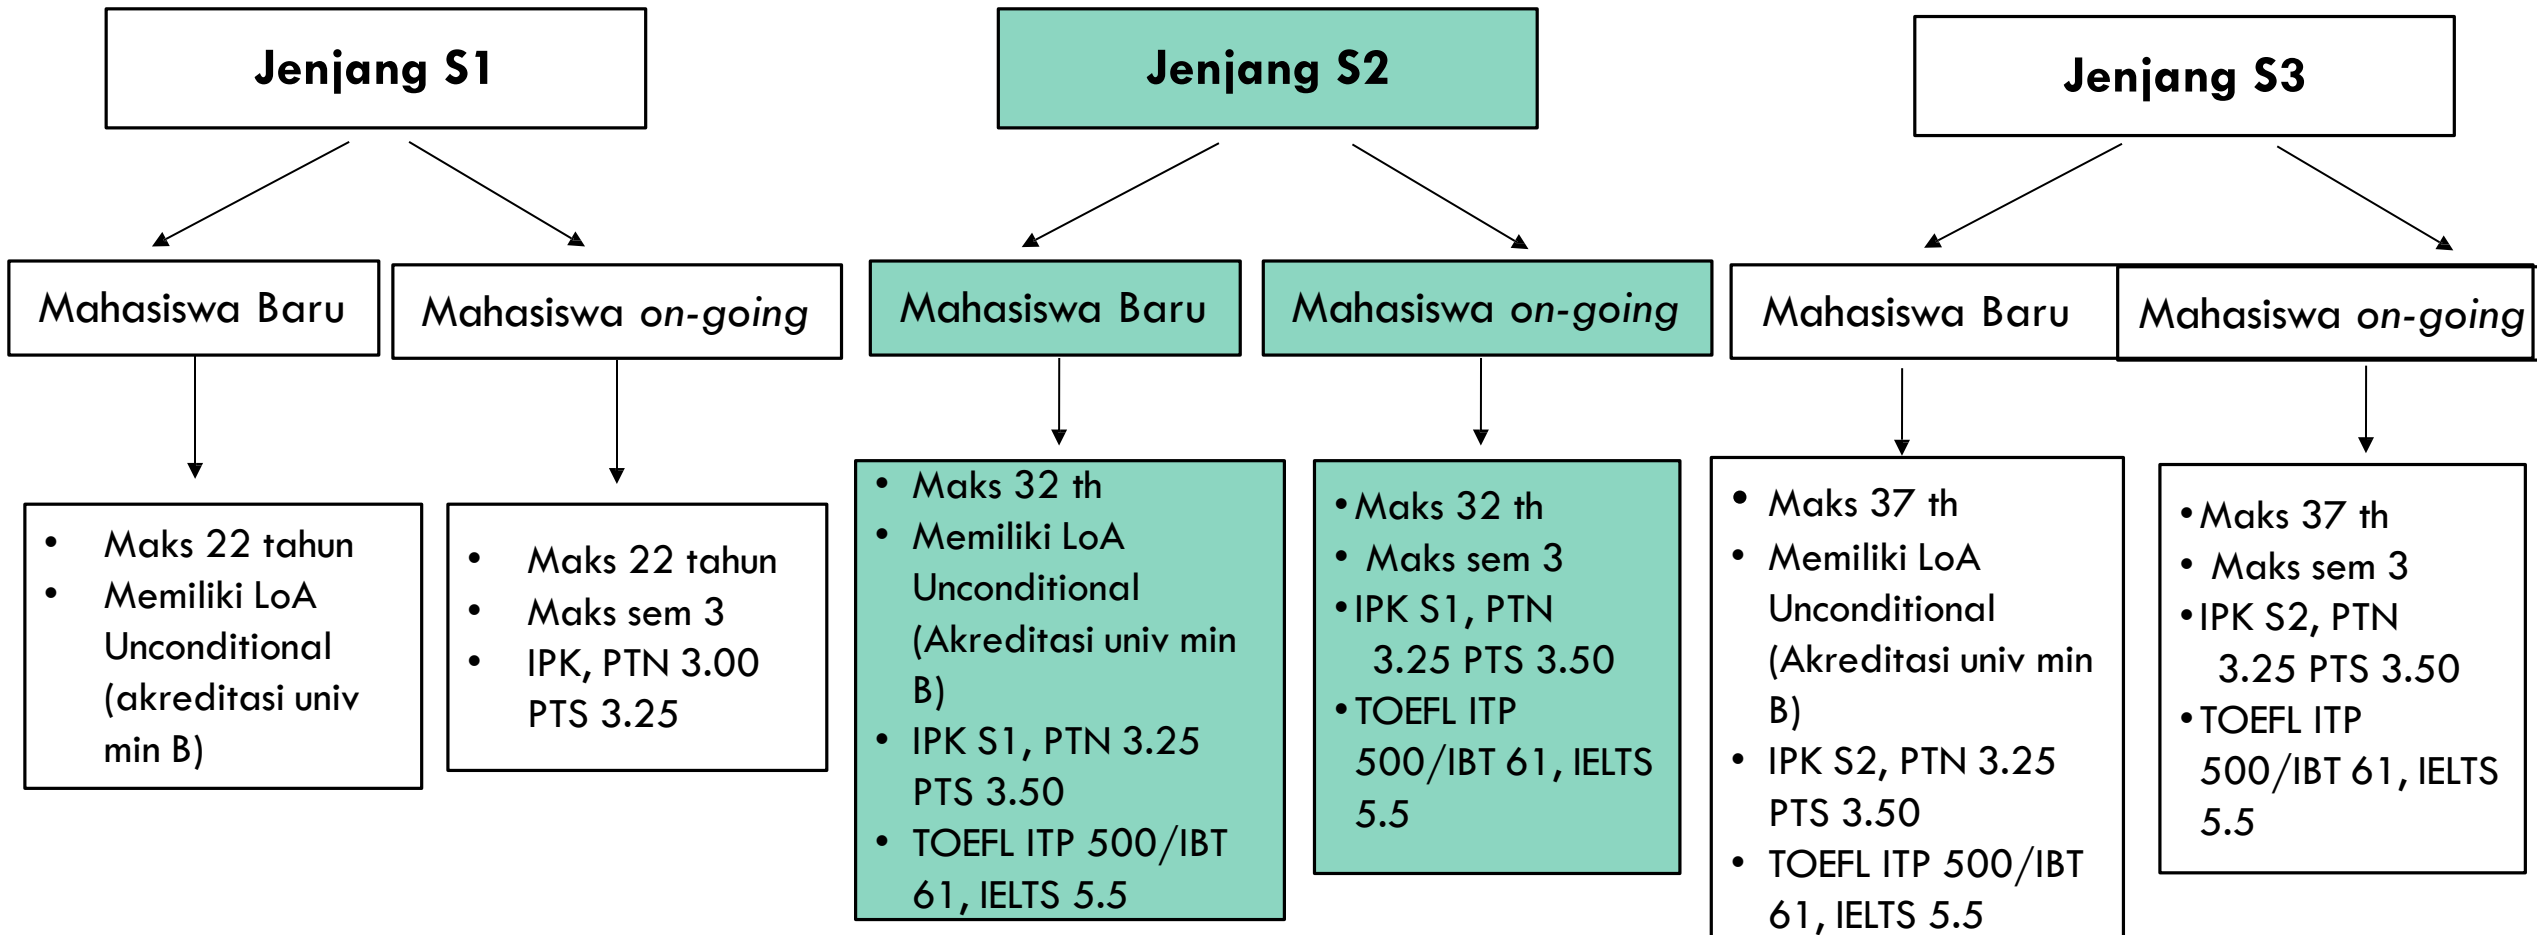 Jenjang S1
Jenjang S2
Jenjang S3
Mahasiswa Baru
Mahasiswa on-going
Mahasiswa Baru
Mahasiswa on-going
Mahasiswa Baru
Mahasiswa on-going
• Maks 22 tahun
• Memiliki LoA
Unconditional
(akreditasi univ
min B)
• Maks 22 tahun
• Maks sem 3
• IPK, PTN 3.00
PTS 3.25
• Maks 32 th
• Memiliki LoA
Unconditional
(Akreditasi univ min
B)
• IPK S1, PTN 3.25
PTS 3.50
• TOEFL ITP 500/IBT
61, IELTS 5.5
• Maks 32 th
• Maks sem 3
• IPK S1, PTN
3.25 PTS 3.50
• TOEFL ITP
500/IBT 61, IELTS
5.5
• Maks 37 th
• Memiliki LoA
Unconditional
(Akreditasi univ min
B)
• IPK S2, PTN 3.25
PTS 3.50
• TOEFL ITP 500/IBT
61, IELTS 5.5
• Maks 37 th
• Maks sem 3
• IPK S2, PTN
3.25 PTS 3.50
• TOEFL ITP
500/IBT 61, IELTS
5.5